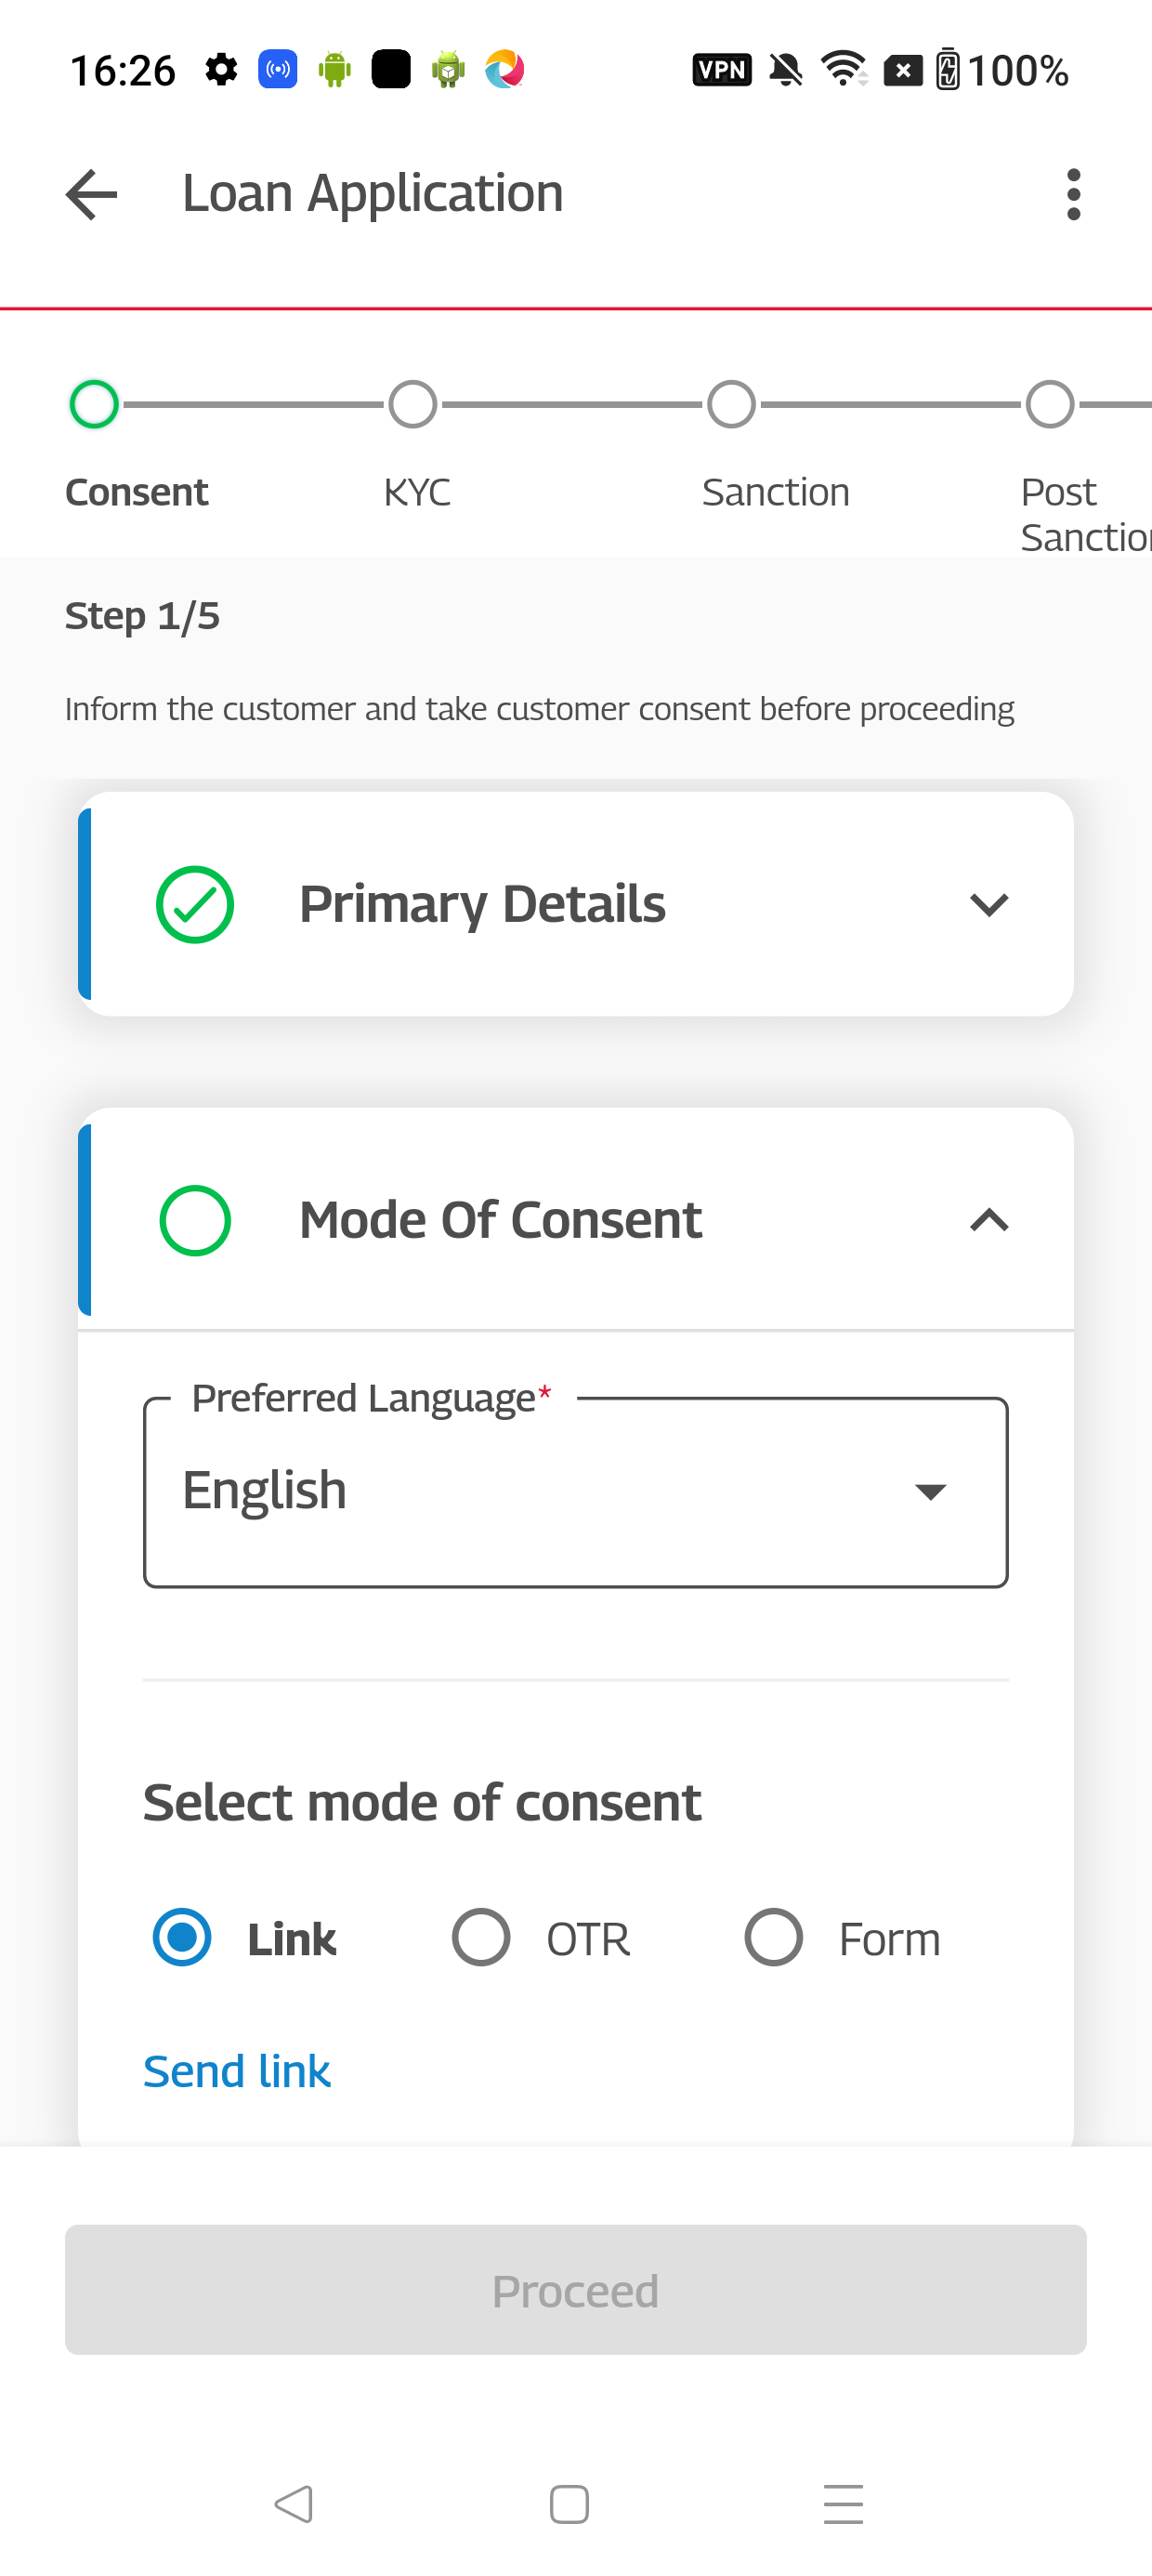 16:26 VPN 100%
Loan Application
Consent KYC Sanction Post
Sanction
Step 1/5
Inform the customer and take customer consent before proceeding
Primary Details
Mode Of Consent
Preferred Language*
English
Select mode of consent
Link OTR Form
Send link
Proceed